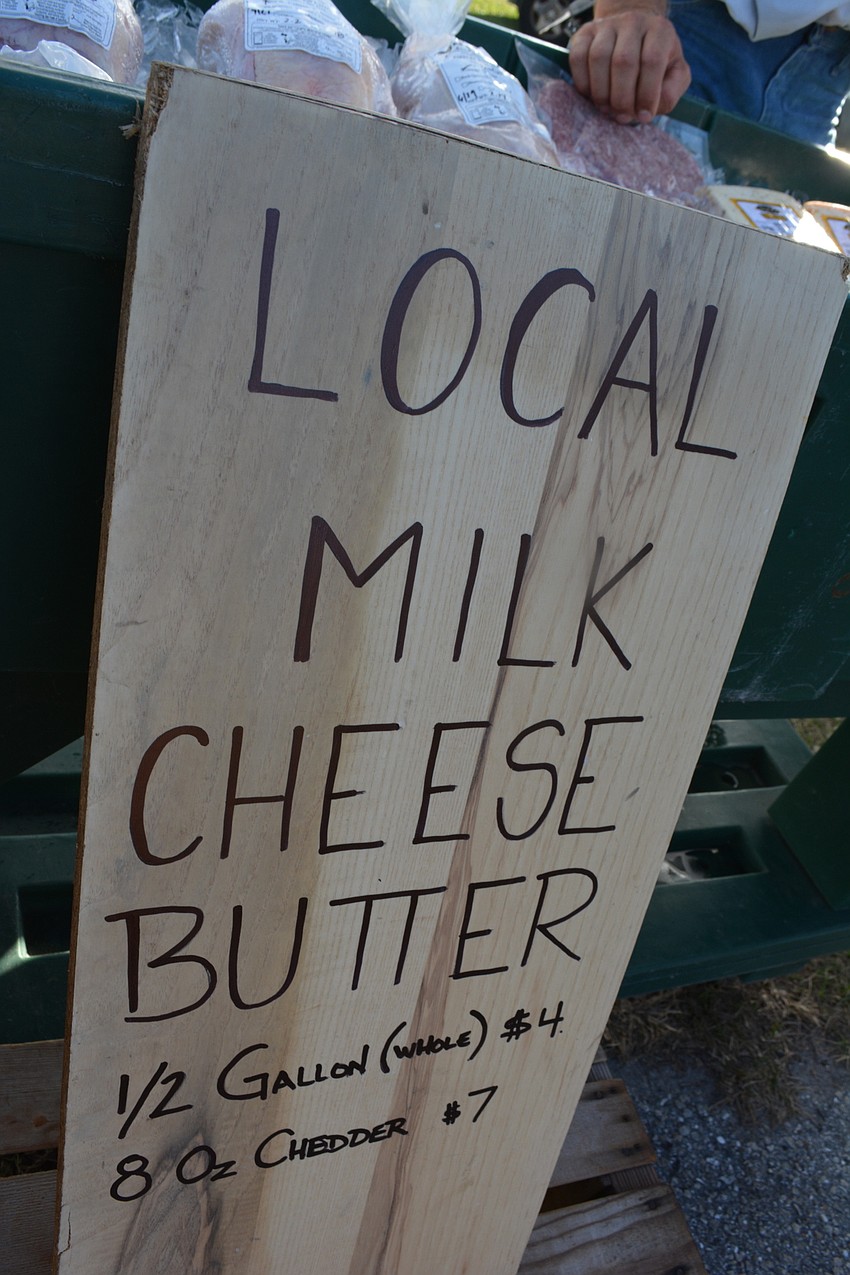 LOCAL
MILK
CHEESE
BUTTER
1/2 GALLON (WHOLE) $4.
8 Oz CHEDDER $7